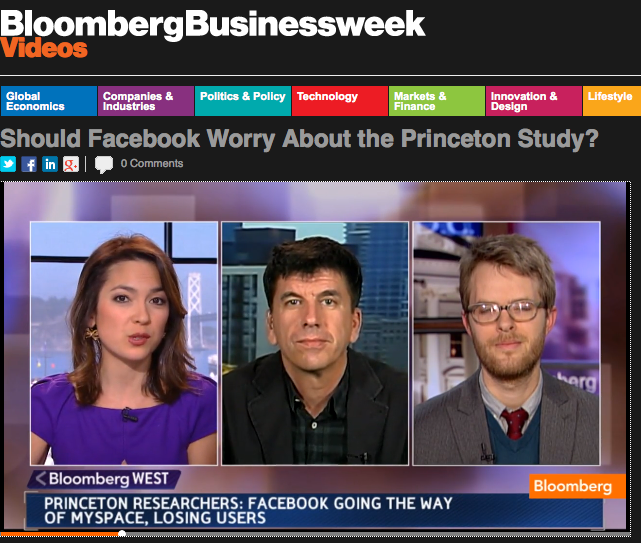 BloombergBusinessweek
Videos
Global Economics
Companies & Industries
Politics & Policy
Technology
Markets & Finance
Innovation & Design
Lifestyle
Should Facebook Worry About the Princeton Study?
0 Comments
berg
Bloomberg WEST
Bloomberg
PRINCETON RESEARCHERS: FACEBOOK GOING THE WAY
OF MYSPACE, LOSING USERS